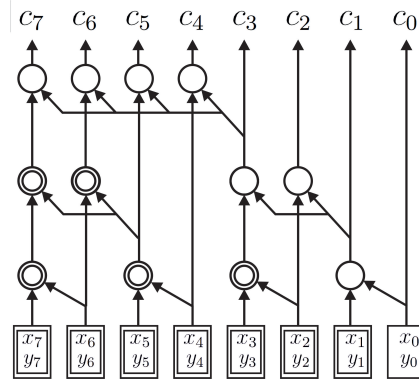 c₇ c₆ c₅ c₄ c₃ c₂ c₁ c₀
x₇ x₆ x₅ x₄ x₃ x₂ x₁ x₀
y₇ y₆ y₅ y₄ y₃ y₂ y₁ y₀